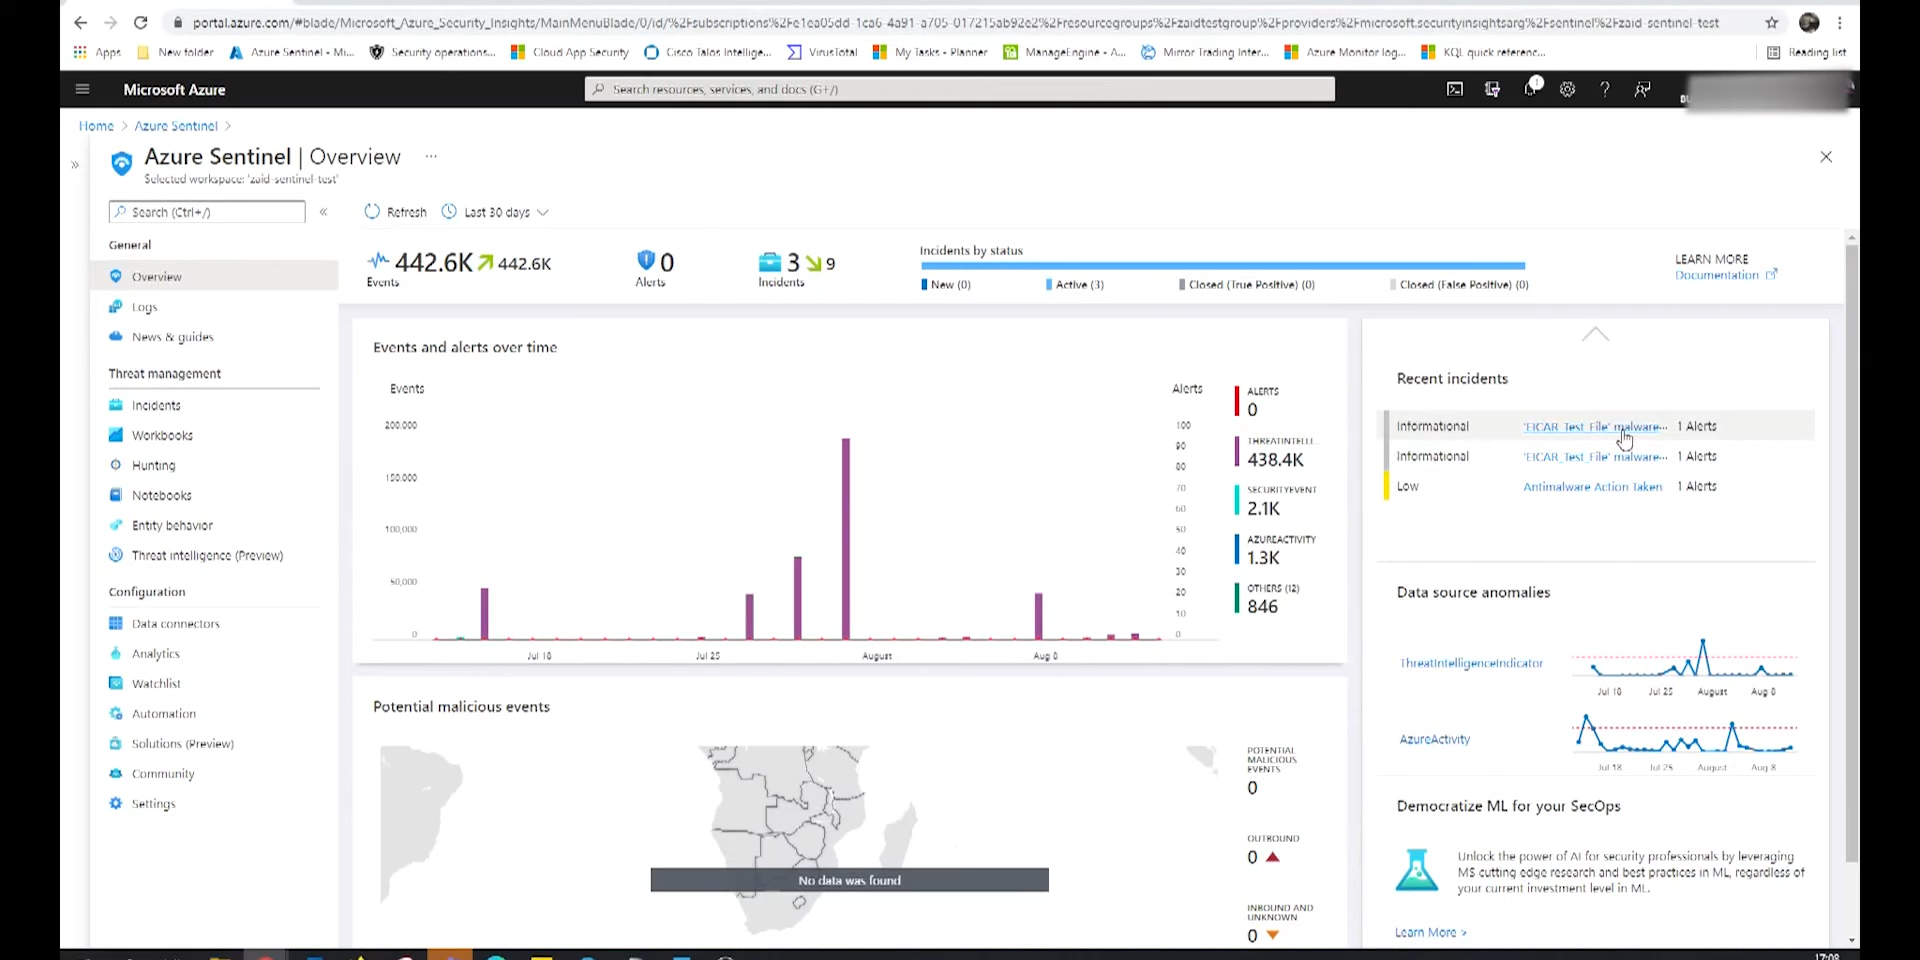 portal.azure.com/#blade/Microsoft_Azure_Security_Insights/MainMenuBlade/0/id/%2Fsubscriptions%2Fe1ea05dd-1ca6-4a91-a705-017215ab92e2%2Fresourcegroups%2Fzaidtestgroup%2Fproviders%2Fmicrosoft.securityinsightsarg%2Fsentinel%2Fzaid-sentinel-test
Apps New folder Azure Sentinel - Mi... Security operations... Cloud App Security Cisco Talos Intellige... VirusTotal My Tasks - Planner ManageEngine - A... Mirror Trading Inter... Azure Monitor log... KQL quick referenc... Reading list
Microsoft Azure
Search resources, services, and docs (G+/)
1
Home > Azure Sentinel >
Azure Sentinel | Overview ...
Selected workspace: 'zaid-sentinel-test'
Search (Ctrl+/)
«
Refresh Last 30 days
General
Overview
Logs
News & guides
Threat management
Incidents
Workbooks
Hunting
Notebooks
Entity behavior
Threat intelligence (Preview)
Configuration
Data connectors
Analytics
Watchlist
Automation
Solutions (Preview)
Community
Settings
442.6K 442.6K
Events
0
Alerts
3 9
Incidents
Incidents by status
New (0) Active (3) Closed (True Positive) (0) Closed (False Positive) (0)
LEARN MORE
Documentation
Events and alerts over time
Events
200,000
150,000
100,000
50,000
0
Alerts
100
90
80
70
60
50
40
30
20
10
0
Jul 18 Jul 25 August Aug 8
ALERTS
0
THREATINTELLI...
438.4K
SECURITYEVENT
2.1K
AZUREACTIVITY
1.3K
OTHERS (12)
846
Potential malicious events
No data was found
POTENTIAL
MALICIOUS
EVENTS
0
OUTBOUND
0
INBOUND AND
UNKNOWN
0
Recent incidents
Informational 'EICAR_Test_File' malware... 1 Alerts
Informational 'EICAR_Test_File' malware... 1 Alerts
Low Antimalware Action Taken 1 Alerts
Data source anomalies
ThreatIntelligenceIndicator
Jul 18 Jul 25 August Aug 8
AzureActivity
Jul 18 Jul 25 August Aug 8
Democratize ML for your SecOps
Unlock the power of AI for security professionals by leveraging
MS cutting edge research and best practices in ML, regardless of
your current investment level in ML.
Learn More >
17:08